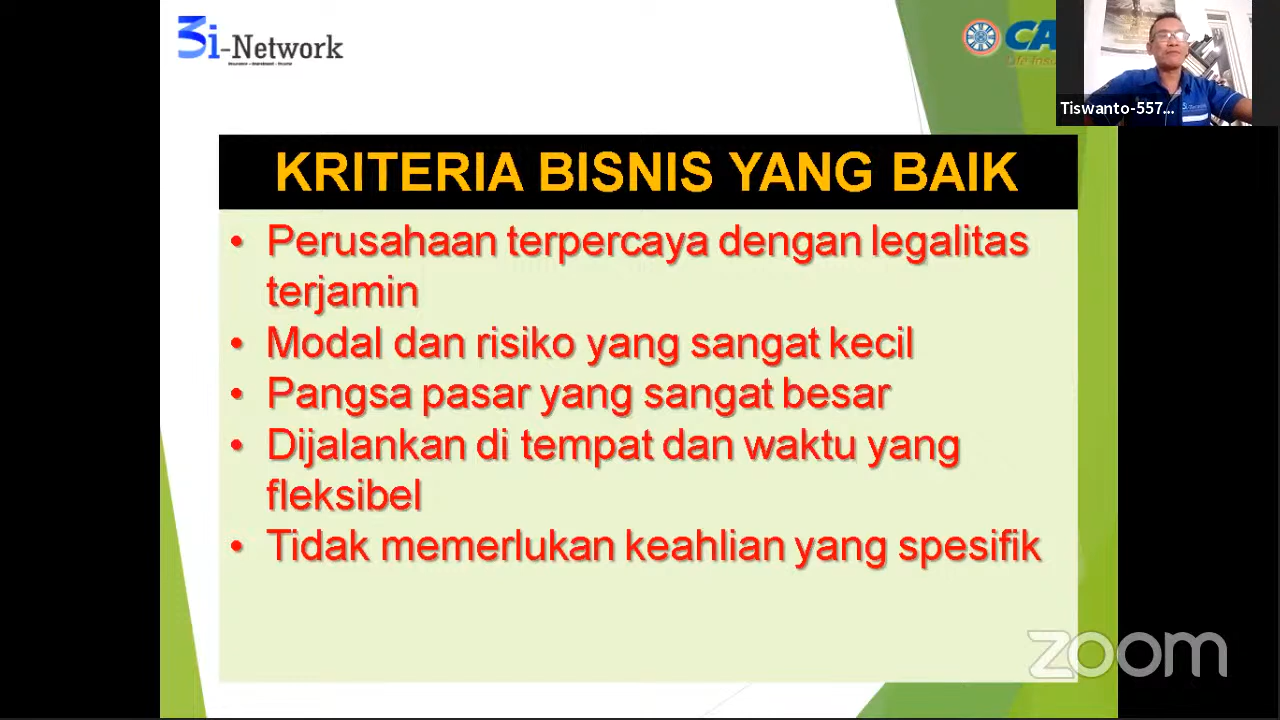 3i-Network
CA
Tiswanto-557...
KRITERIA BISNIS YANG BAIK
• Perusahaan terpercaya dengan legalitas
terjamin
• Modal dan risiko yang sangat kecil
• Pangsa pasar yang sangat besar
• Dijalankan di tempat dan waktu yang
fleksibel
• Tidak memerlukan keahlian yang spesifik
zoom